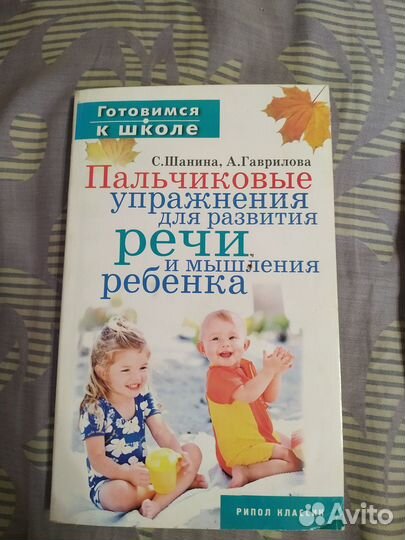 Готовимся
к школе
С.Шанина, А.Гаврилова
Пальчиковые
упражнения
для развития
речи
и мышления
ребенка
РИПОЛ КЛАССИК
Avito